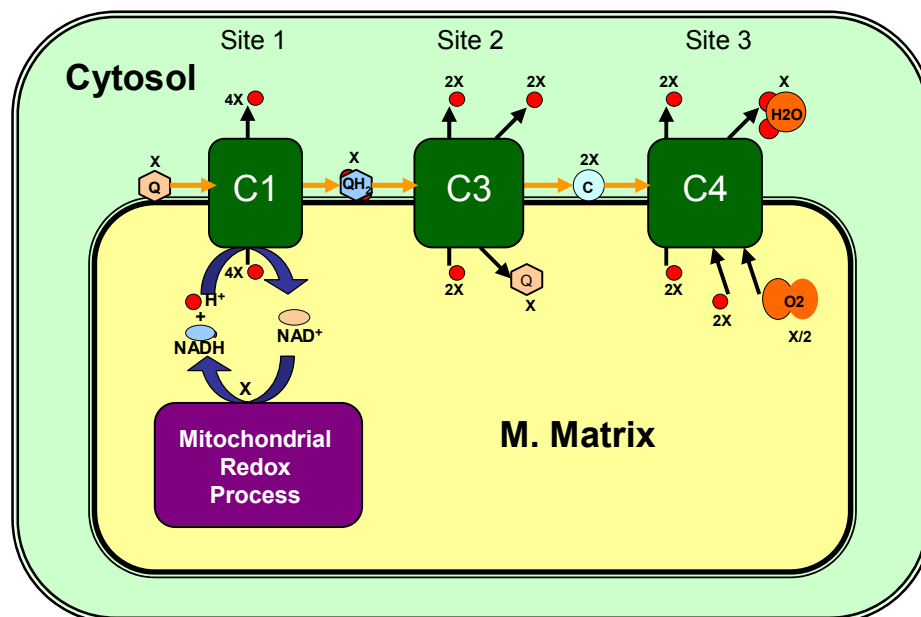 Site 1
Site 2
Site 3
Cytosol
4X
2X
2X
2X
X
H2O
X
Q
C1
X
QH2
C3
2X
C
C4
4X
2X
Q
X
2X
2X
O2
X/2
H+
+
NADH
NAD+
X
Mitochondrial
Redox
Process
M. Matrix